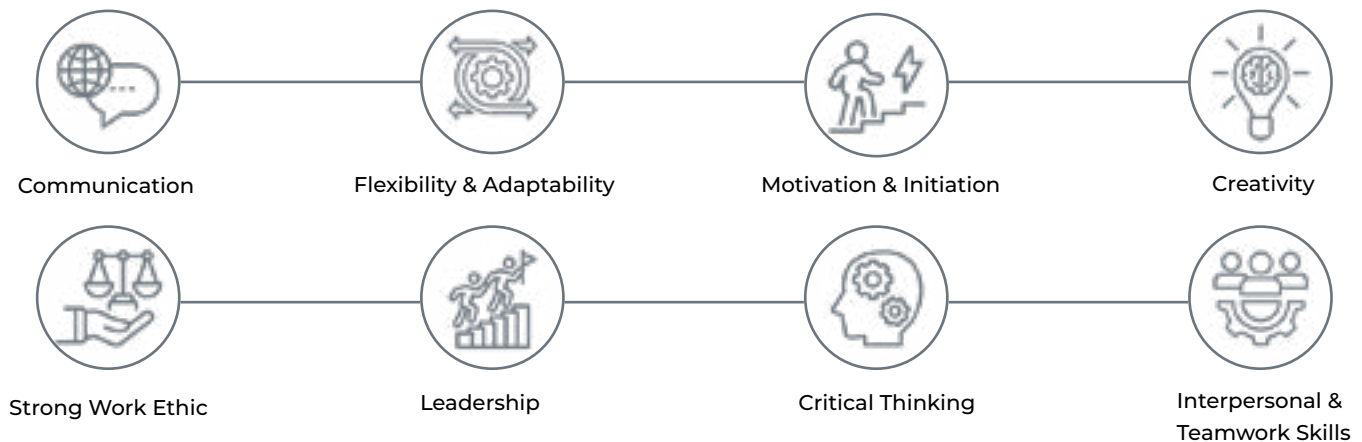 Communication
Flexibility & Adaptability
Motivation & Initiation
Creativity
Strong Work Ethic
Leadership
Critical Thinking
Interpersonal &
Teamwork Skills